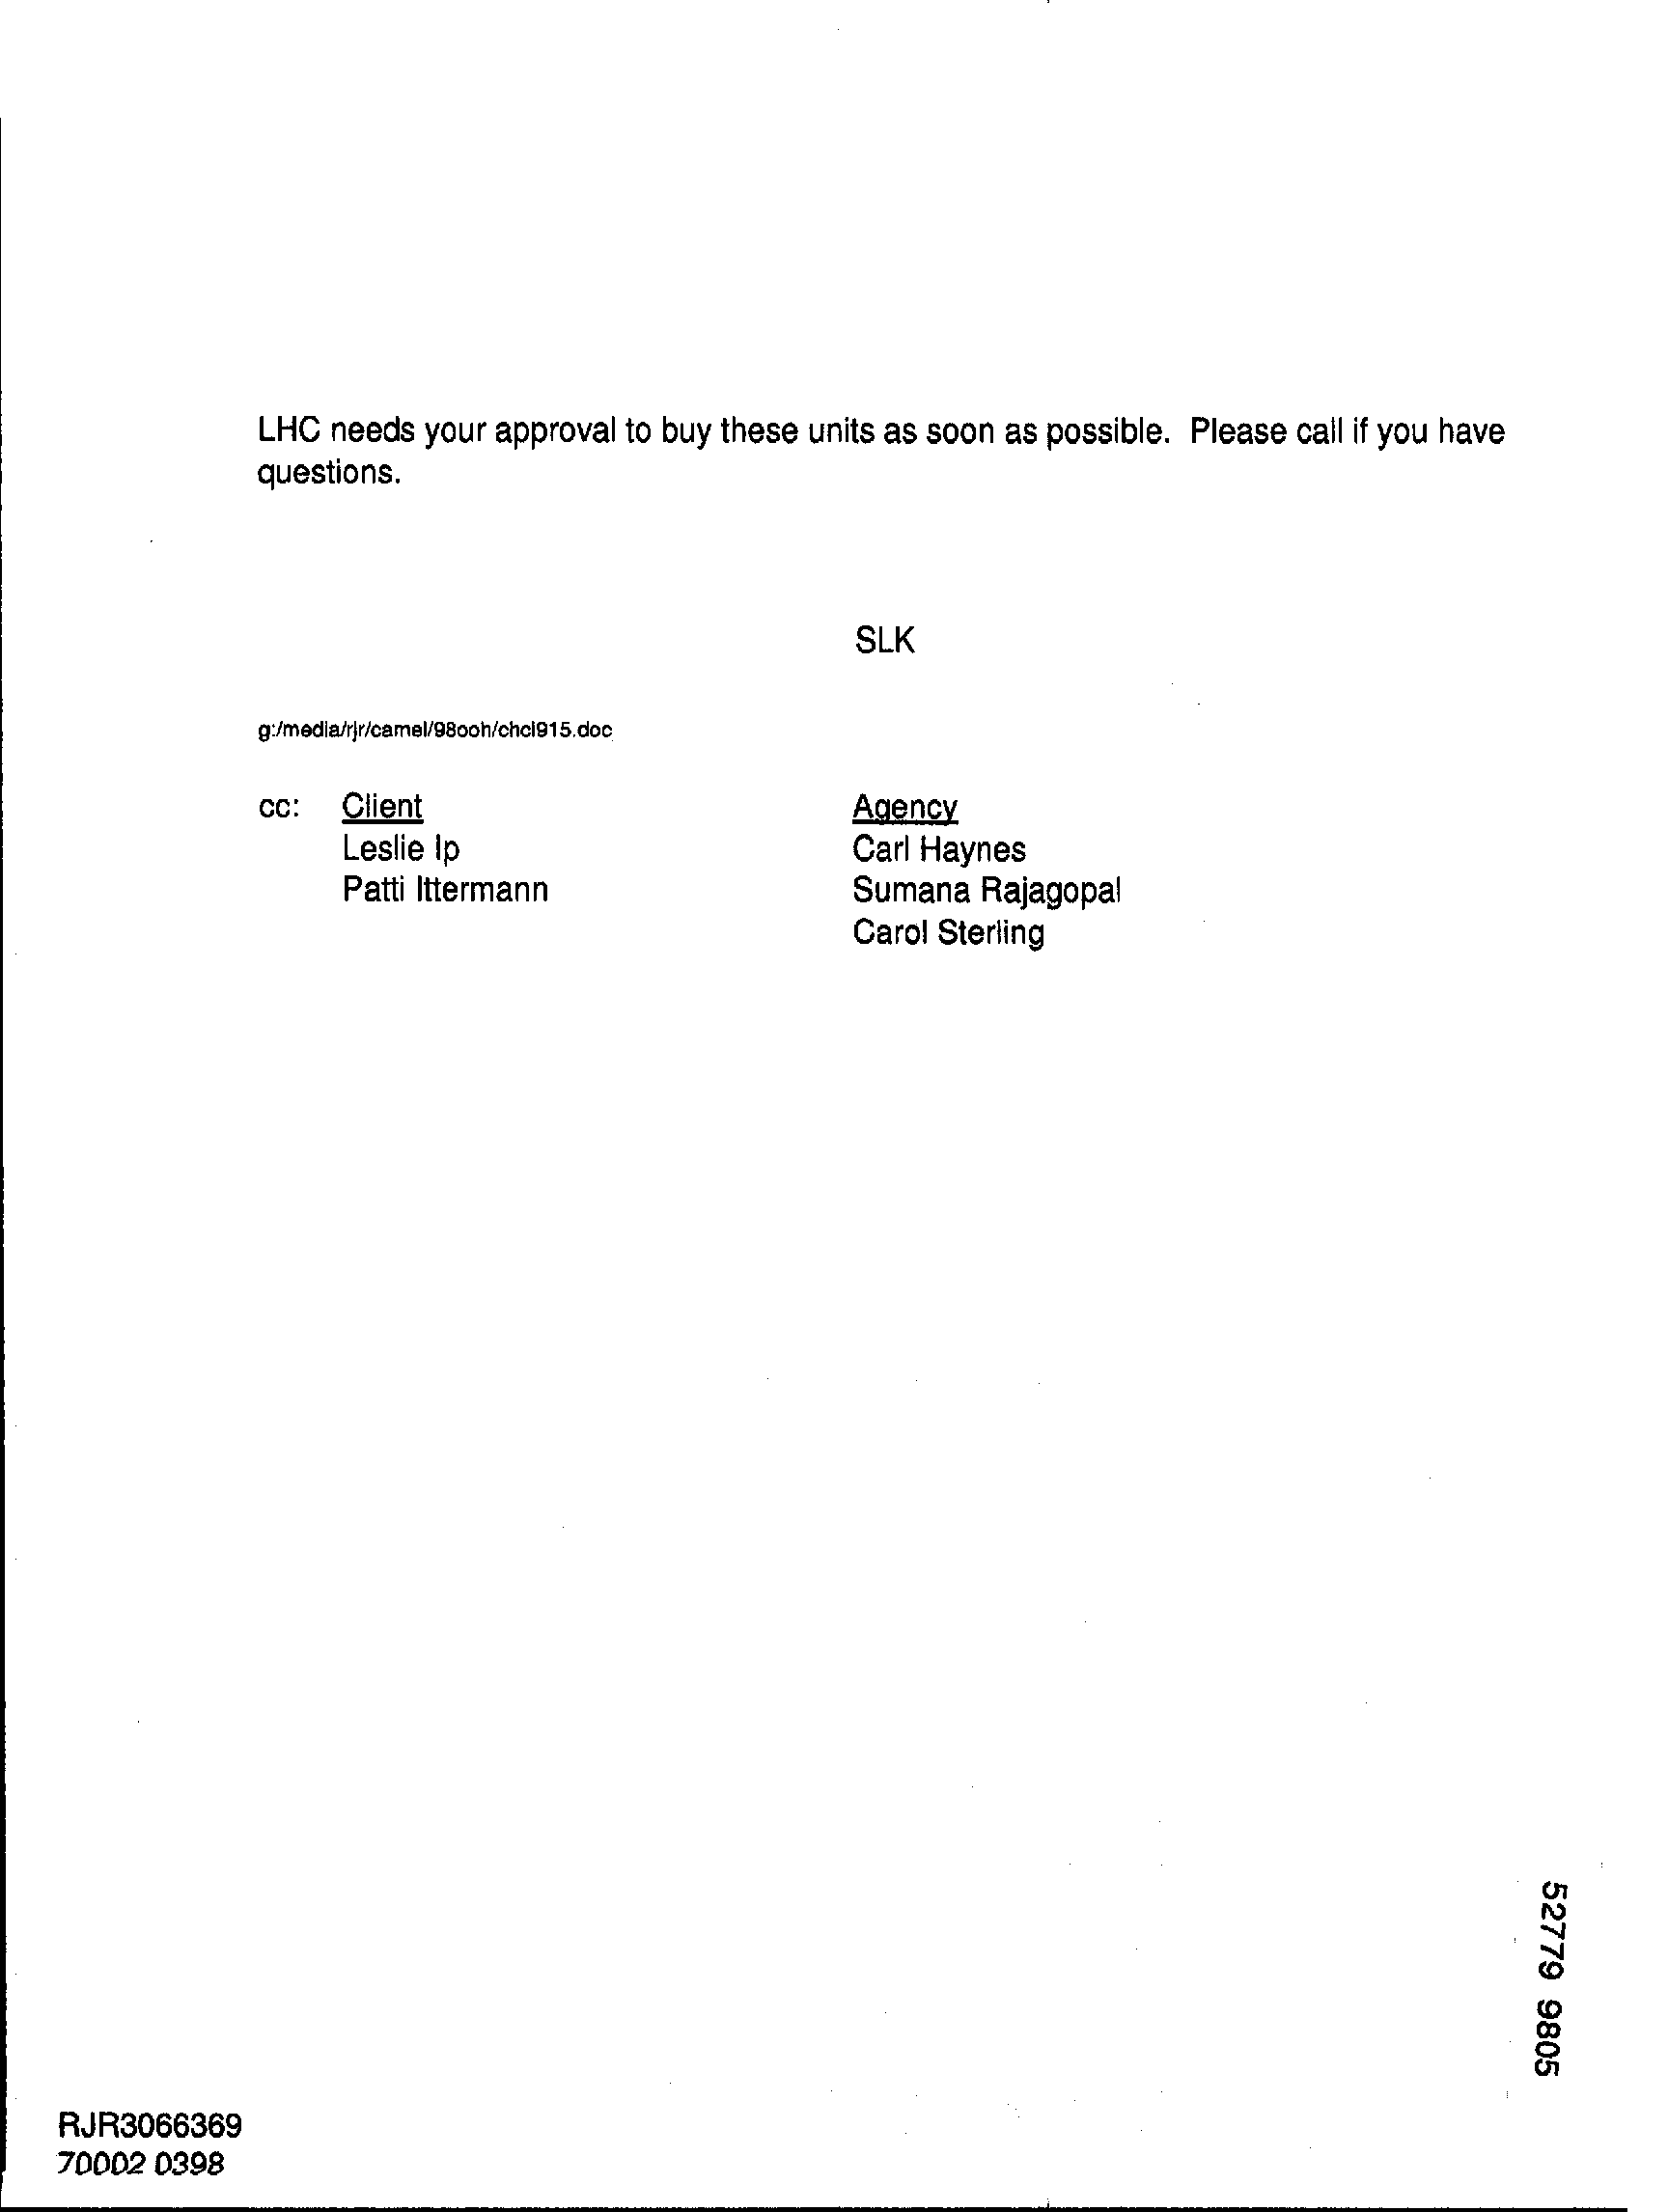 LHC needs your approval to buy these units as soon as possible. Please call if you have
questions.
SLK
g:/media/rjr/camel/98ooh/chcl915.doc
cc: Client Agency
Leslie Ip Carl Haynes
Patti Ittermann Sumana Rajagopal
Carol Sterling
52779 9805
RJR3066369
70002 0398